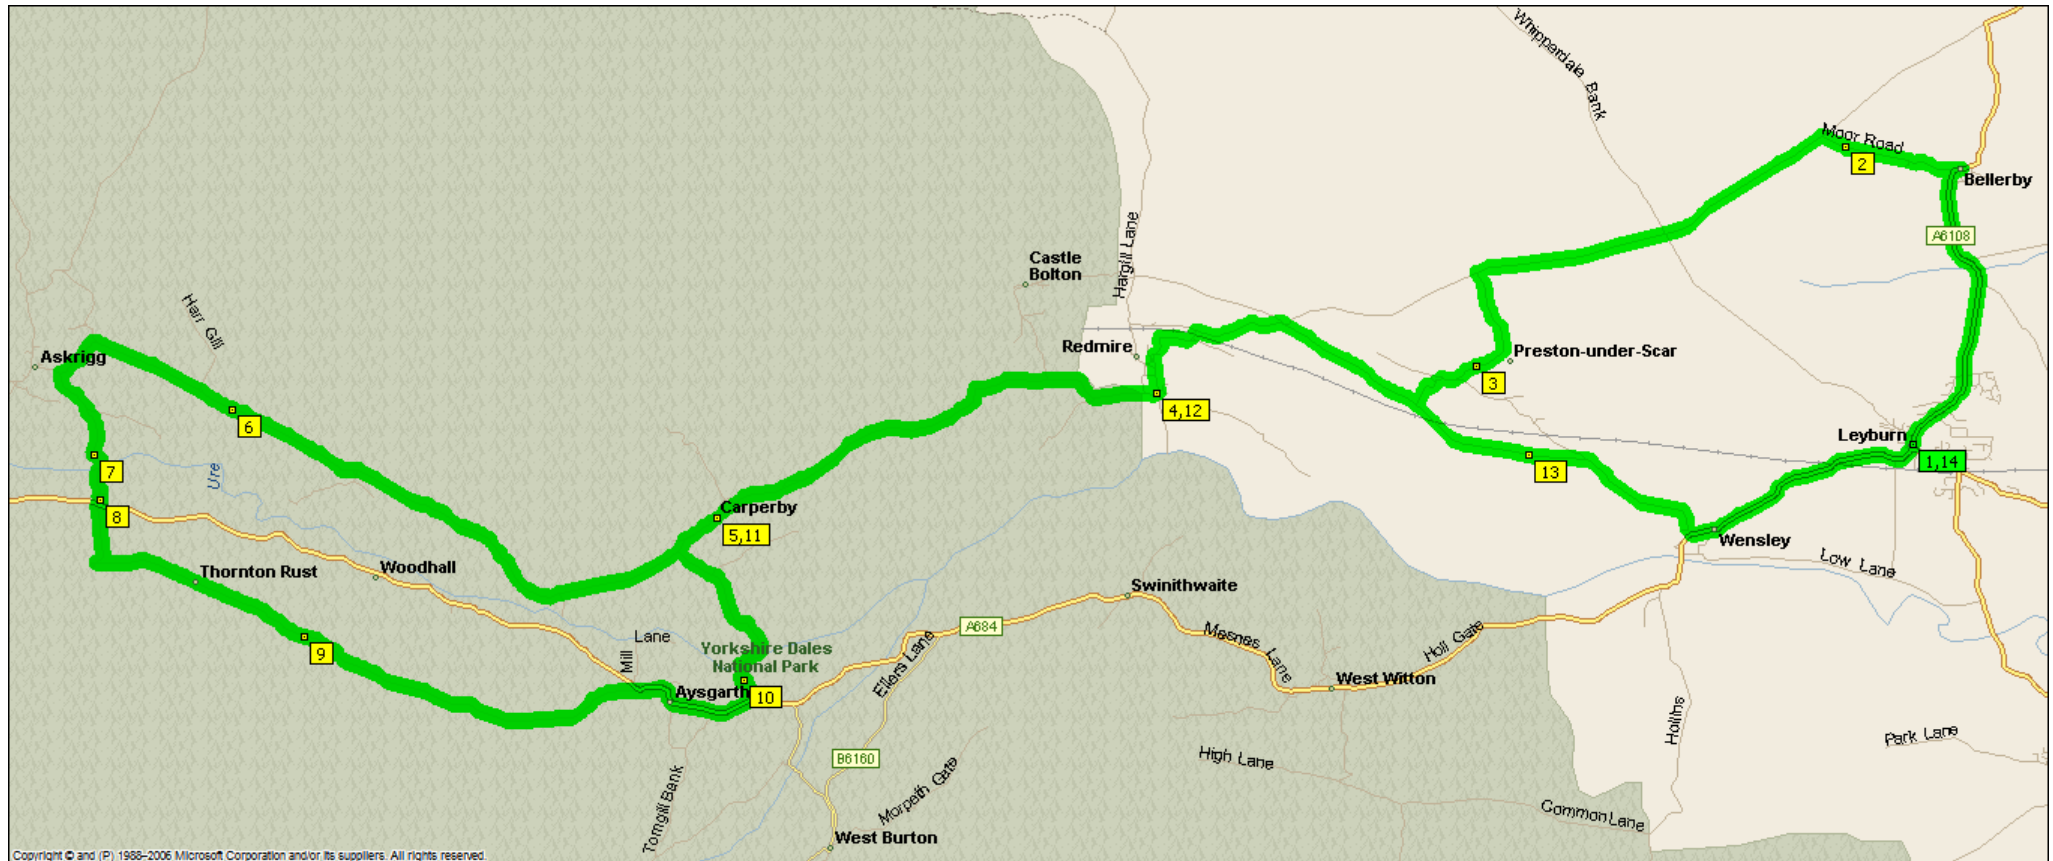 Whipperdale Bank
Moor Road
2
Bellerby
A6108
Castle
Bolton
Hargill Lane
Harr Gill
Redmire
Preston-under-Scar
Askrigg
3
4,12
6
Leyburn
1,14
7
13
Ure
8
Carperby
5,11
Wensley
Low Lane
Thornton Rust
Woodhall
Swinithwaite
A684
Mesnes Lane
Holl Gate
9
Mill Lane
Yorkshire Dales
National Park
Ellers Lane
Aysgarth
10
West Witton
Hollins
Park Lane
B6160
High Lane
Morpeth Gate
Common Lane
Tomgill Bank
West Burton
Copyright © and (P) 1988–2006 Microsoft Corporation and/or its suppliers. All rights reserved.